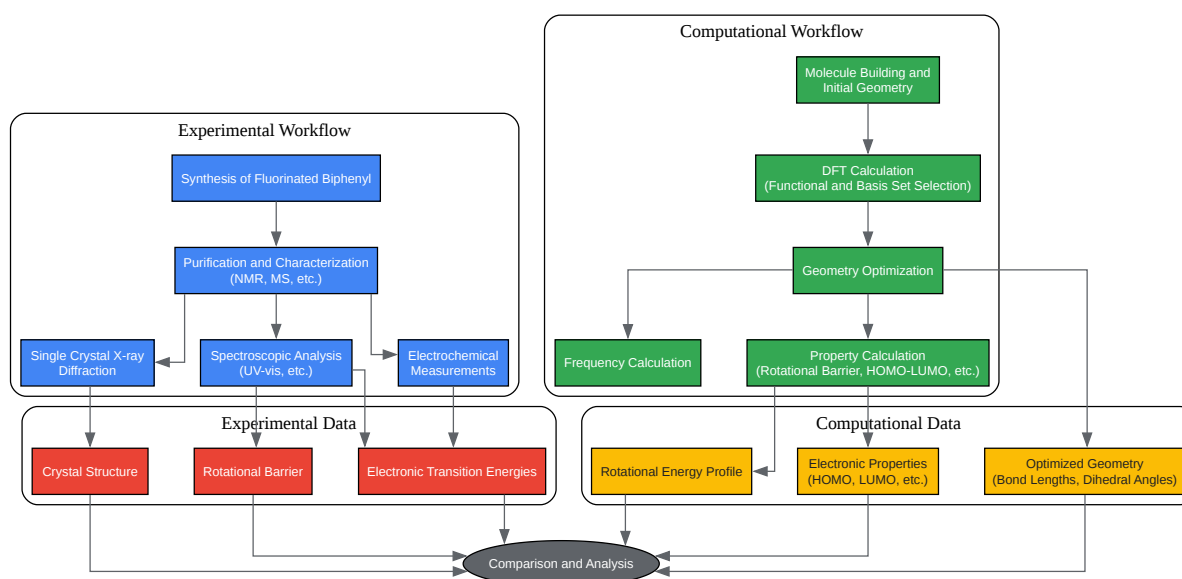 Computational Workflow
Molecule Building and
Initial Geometry
DFT Calculation
(Functional and Basis Set Selection)
Geometry Optimization
Frequency Calculation
Property Calculation
(Rotational Barrier, HOMO-LUMO, etc.)
Experimental Workflow
Synthesis of Fluorinated Biphenyl
Purification and Characterization
(NMR, MS, etc.)
Single Crystal X-ray
Diffraction
Spectroscopic Analysis
(UV-vis, etc.)
Electrochemical
Measurements
Experimental Data
Crystal Structure
Rotational Barrier
Electronic Transition Energies
Computational Data
Rotational Energy Profile
Electronic Properties
(HOMO, LUMO, etc.)
Optimized Geometry
(Bond Lengths, Dihedral Angles)
Comparison and Analysis